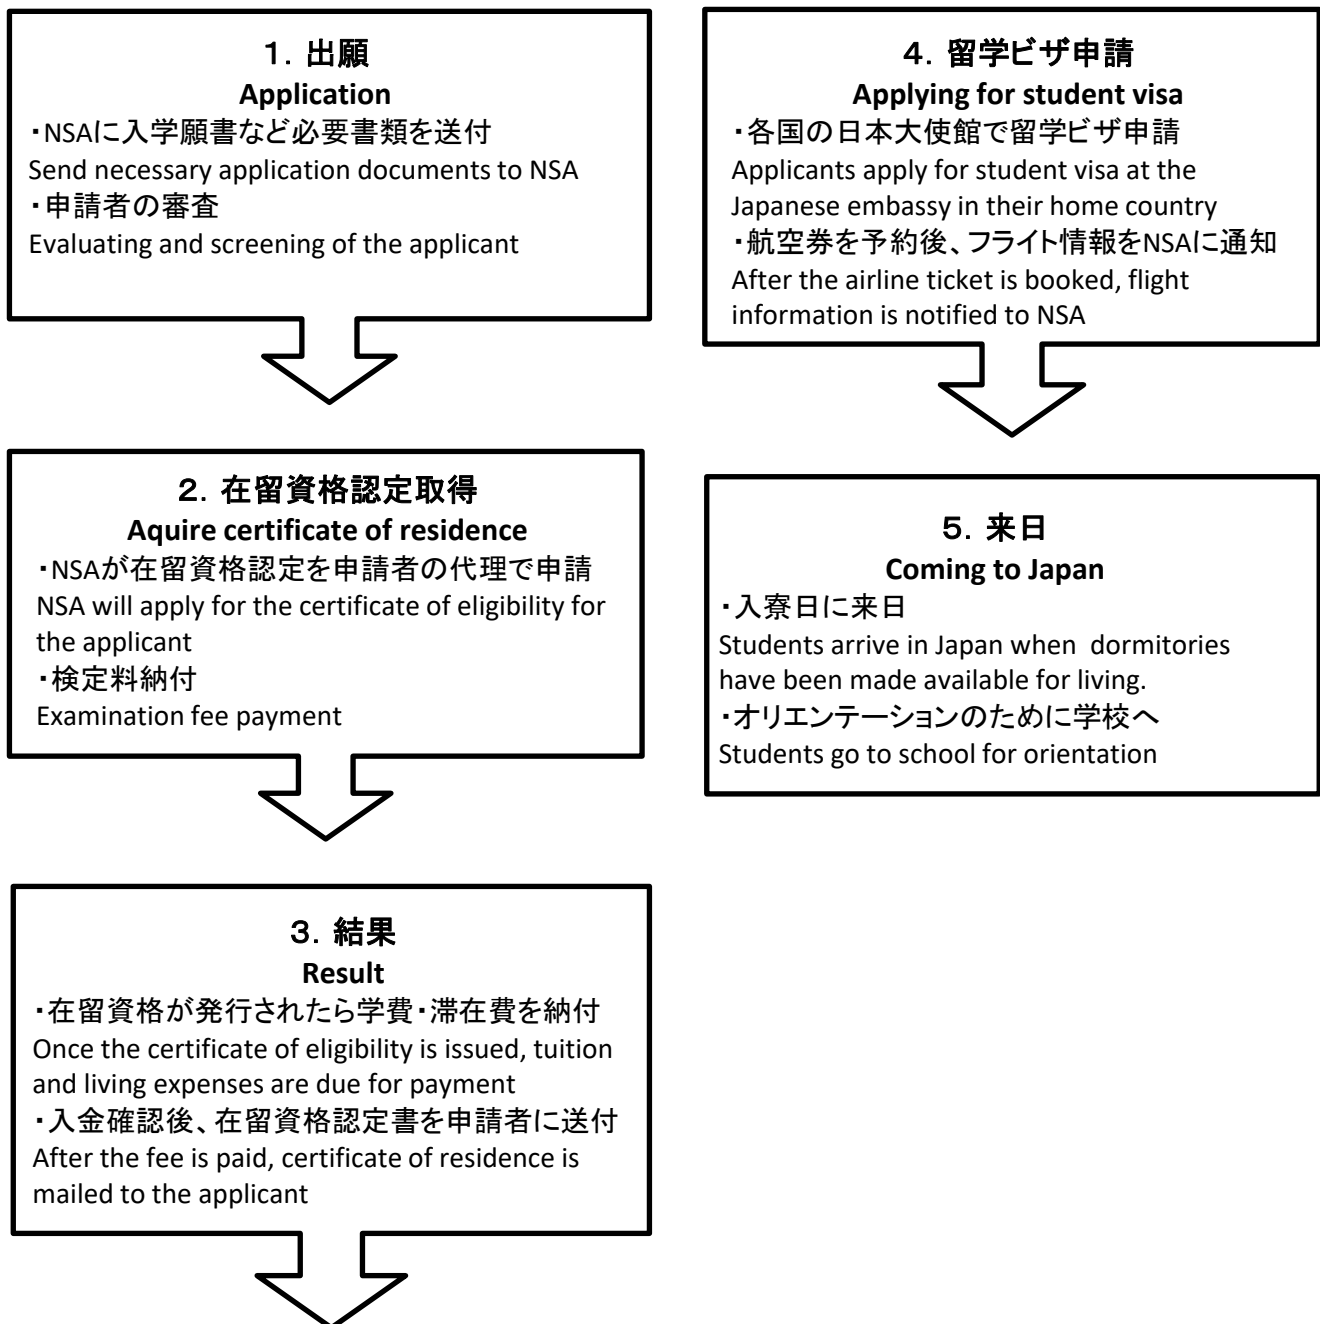 １．出願
Application
・NSAに入学願書など必要書類を送付
Send necessary application documents to NSA
・申請者の審査
Evaluating and screening of the applicant
２．在留資格認定取得
Aquire certificate of residence
・NSAが在留資格認定を申請者の代理で申請
NSA will apply for the certificate of eligibility for
the applicant
・検定料納付
Examination fee payment
３．結果
Result
・在留資格が発行されたら学費・滞在費を納付
Once the certificate of eligibility is issued, tuition
and living expenses are due for payment
・入金確認後、在留資格認定書を申請者に送付
After the fee is paid, certificate of residence is
mailed to the applicant
４．留学ビザ申請
Applying for student visa
・各国の日本大使館で留学ビザ申請
Applicants apply for student visa at the
Japanese embassy in their home country
・航空券を予約後、フライト情報をNSAに通知
After the airline ticket is booked, flight
information is notified to NSA
５．来日
Coming to Japan
・入寮日に来日
Students arrive in Japan when  dormitories
have been made available for living.
・オリエンテーションのために学校へ
Students go to school for orientation